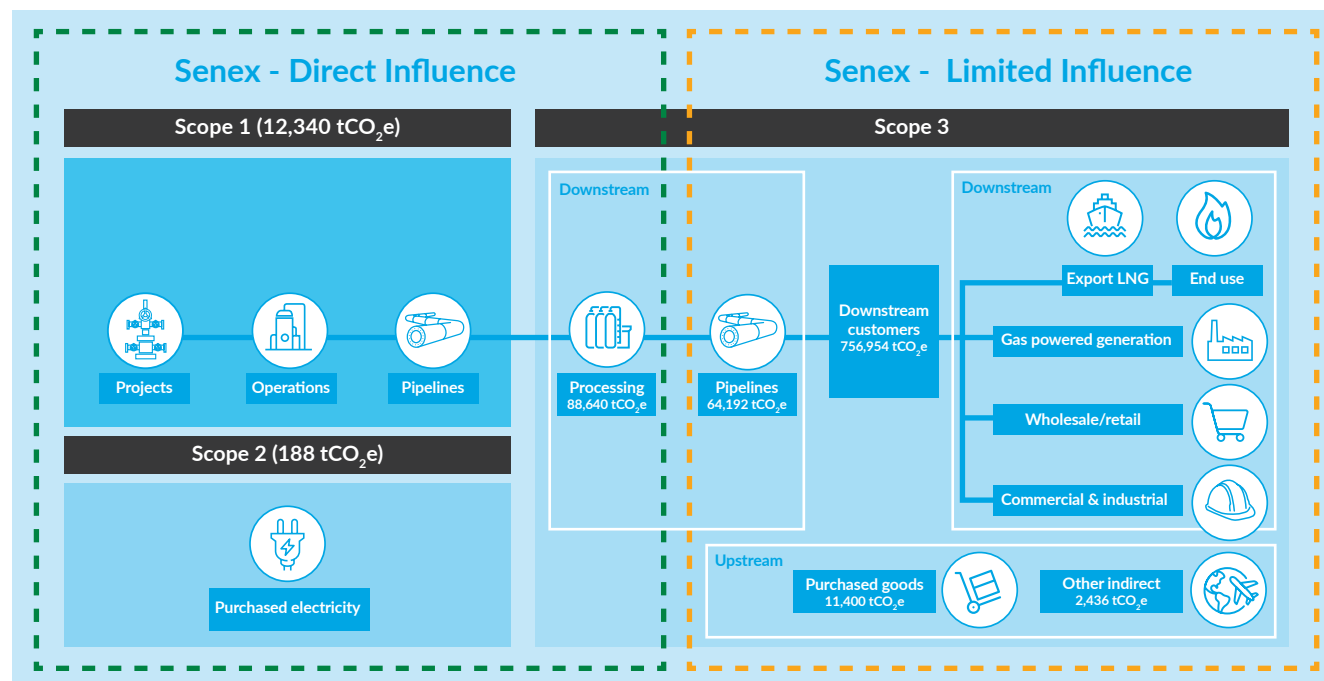 Senex - Direct Influence
Senex - Limited Influence
Scope 1 (12,340 tCO₂e)
Scope 3
Projects
Operations
Pipelines
Downstream
Processing
88,640 tCO₂e
Pipelines
64,192 tCO₂e
Downstream
customers
756,954 tCO₂e
Downstream
Export LNG
End use
Gas powered generation
Wholesale/retail
Commercial & industrial
Scope 2 (188 tCO₂e)
Purchased electricity
Upstream
Purchased goods
11,400 tCO₂e
Other indirect
2,436 tCO₂e